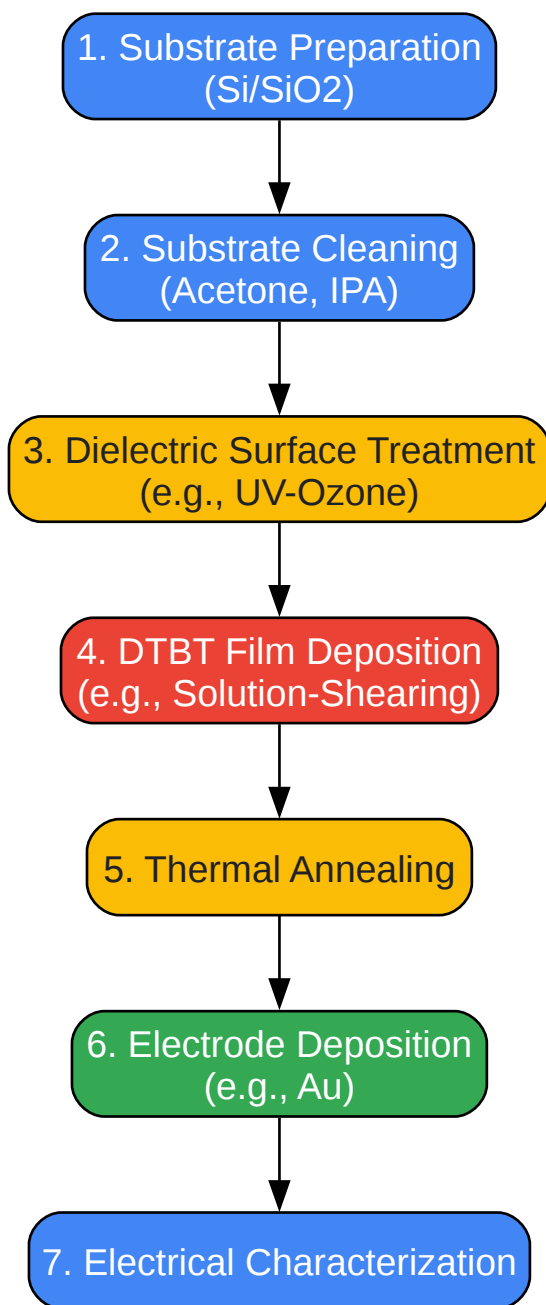 1. Substrate Preparation
(Si/SiO2)
2. Substrate Cleaning
(Acetone, IPA)
3. Dielectric Surface Treatment
(e.g., UV-Ozone)
4. DTBT Film Deposition
(e.g., Solution-Shearing)
5. Thermal Annealing
6. Electrode Deposition
(e.g., Au)
7. Electrical Characterization